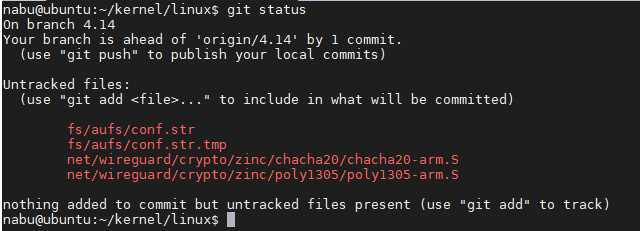 nabu@ubuntu:~/kernel/linux$ git status
On branch 4.14
Your branch is ahead of 'origin/4.14' by 1 commit.
  (use "git push" to publish your local commits)

Untracked files:
  (use "git add <file>..." to include in what will be committed)

        fs/aufs/conf.str
        fs/aufs/conf.str.tmp
        net/wireguard/crypto/zinc/chacha20/chacha20-arm.S
        net/wireguard/crypto/zinc/poly1305/poly1305-arm.S

nothing added to commit but untracked files present (use "git add" to track)
nabu@ubuntu:~/kernel/linux$